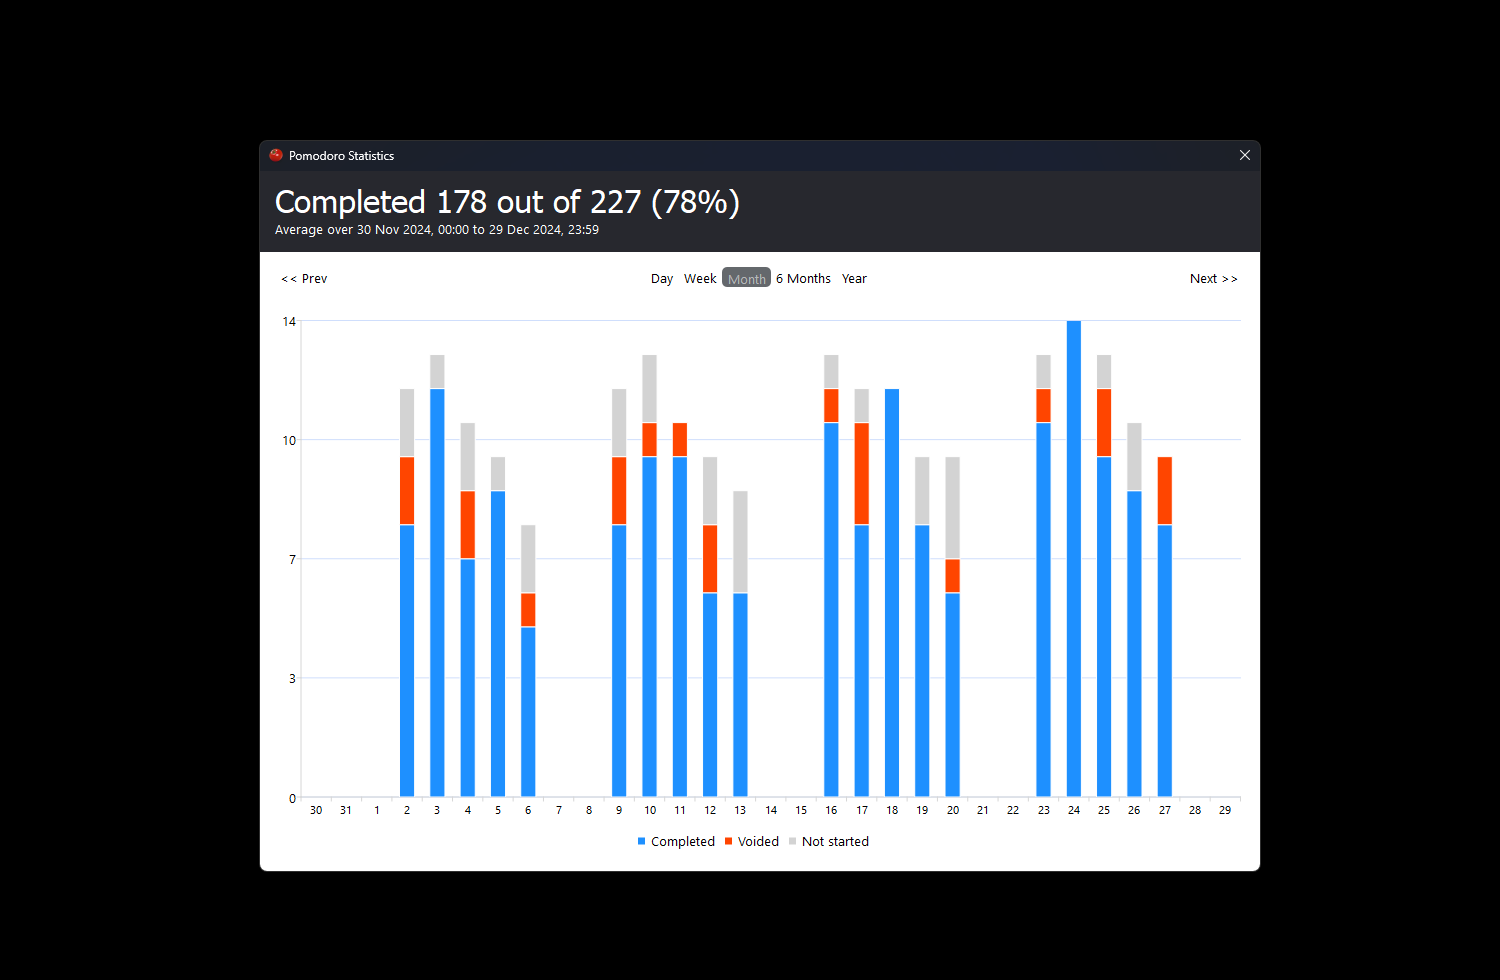 Pomodoro Statistics
Completed 178 out of 227 (78%)
Average over 30 Nov 2024, 00:00 to 29 Dec 2024, 23:59
<< Prev Day Week Month 6 Months Year Next >>
14
10
7
3
0
30 31 1 2 3 4 5 6 7 8 9 10 11 12 13 14 15 16 17 18 19 20 21 22 23 24 25 26 27 28 29
Completed Voided Not started